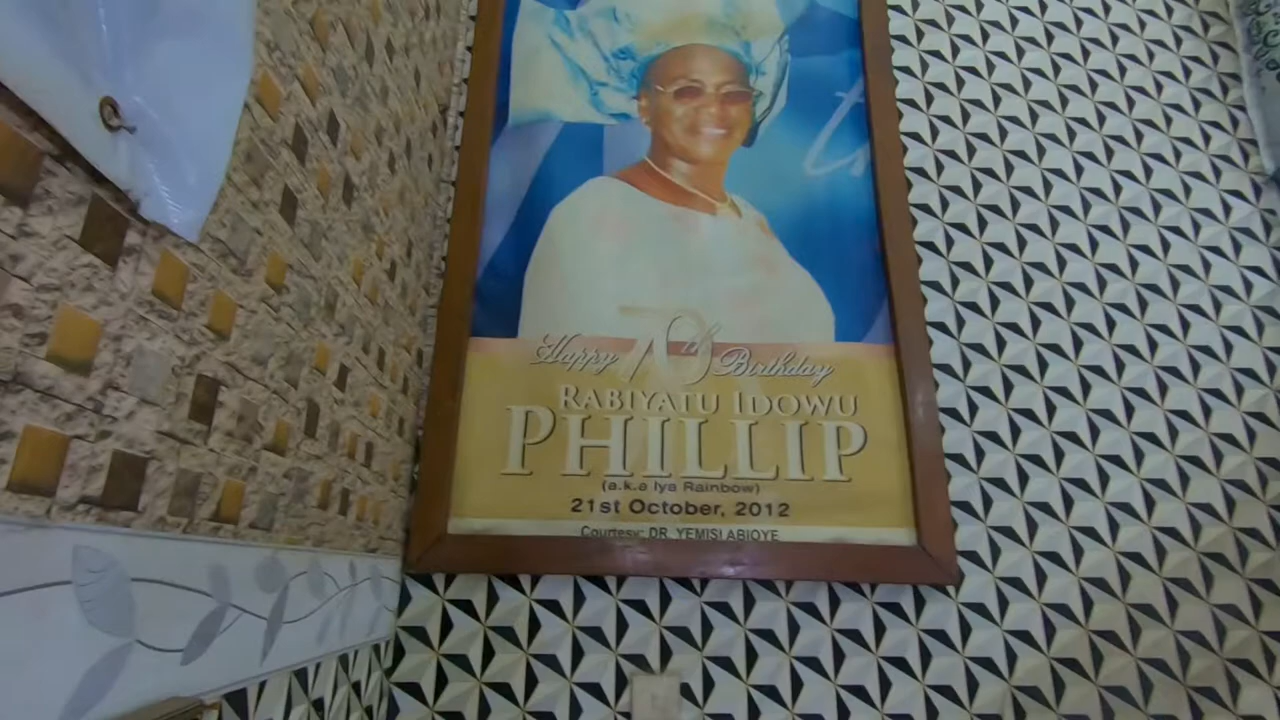 Happy 70th Birthday
RABIYATU IDOWU
PHILLIP
(a.k.a Iya Rainbow)
21st October, 2012
Courtesy: DR. YEMISI ABIOYE